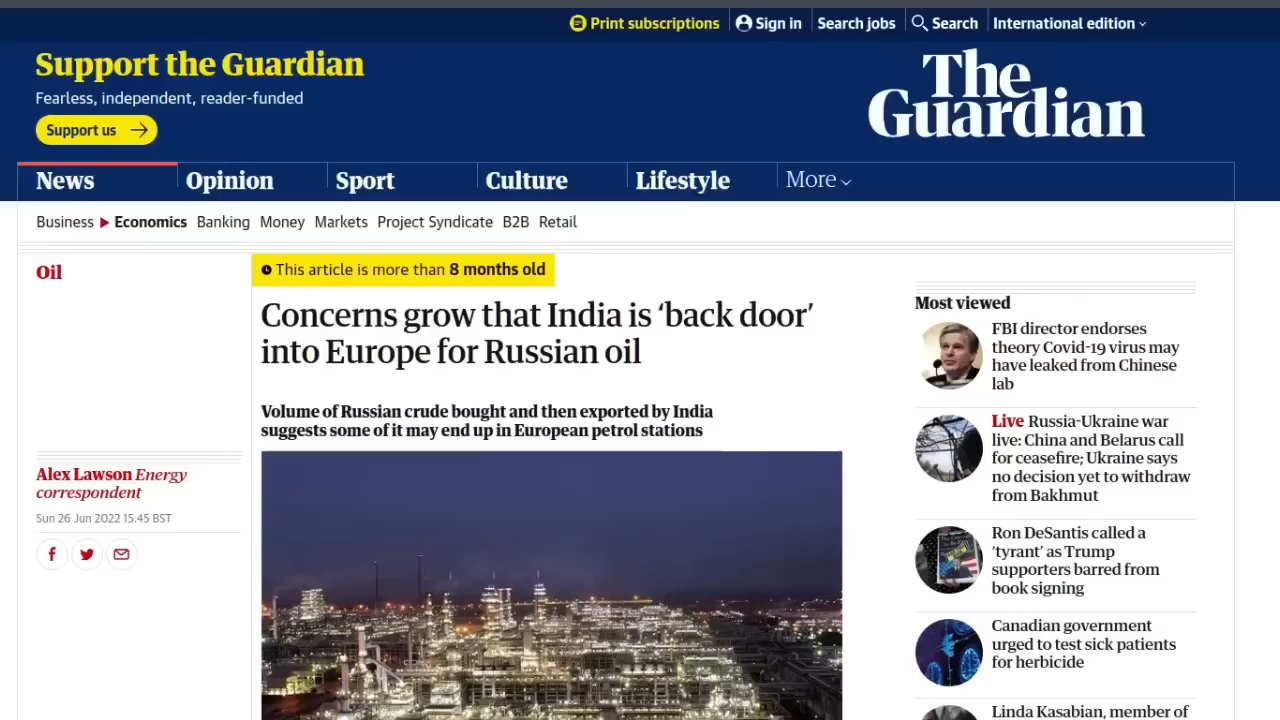 Print subscriptions
Sign in
Search jobs
Search
International edition
Support the Guardian
Fearless, independent, reader-funded
Support us
The
Guardian
News
Opinion
Sport
Culture
Lifestyle
More
Business
Economics
Banking
Money
Markets
Project Syndicate
B2B
Retail
Oil
This article is more than 8 months old
Concerns grow that India is ‘back door’
into Europe for Russian oil
Volume of Russian crude bought and then exported by India
suggests some of it may end up in European petrol stations
Alex Lawson Energy
correspondent
Sun 26 Jun 2022 15.45 BST
Most viewed
FBI director endorses
theory Covid-19 virus may
have leaked from Chinese
lab
Live Russia-Ukraine war
live: China and Belarus call
for ceasefire; Ukraine says
no decision yet to withdraw
from Bakhmut
Ron DeSantis called a
‘tyrant’ as Trump
supporters barred from
book signing
Canadian government
urged to test sick patients
for herbicide
Linda Kasabian, member of